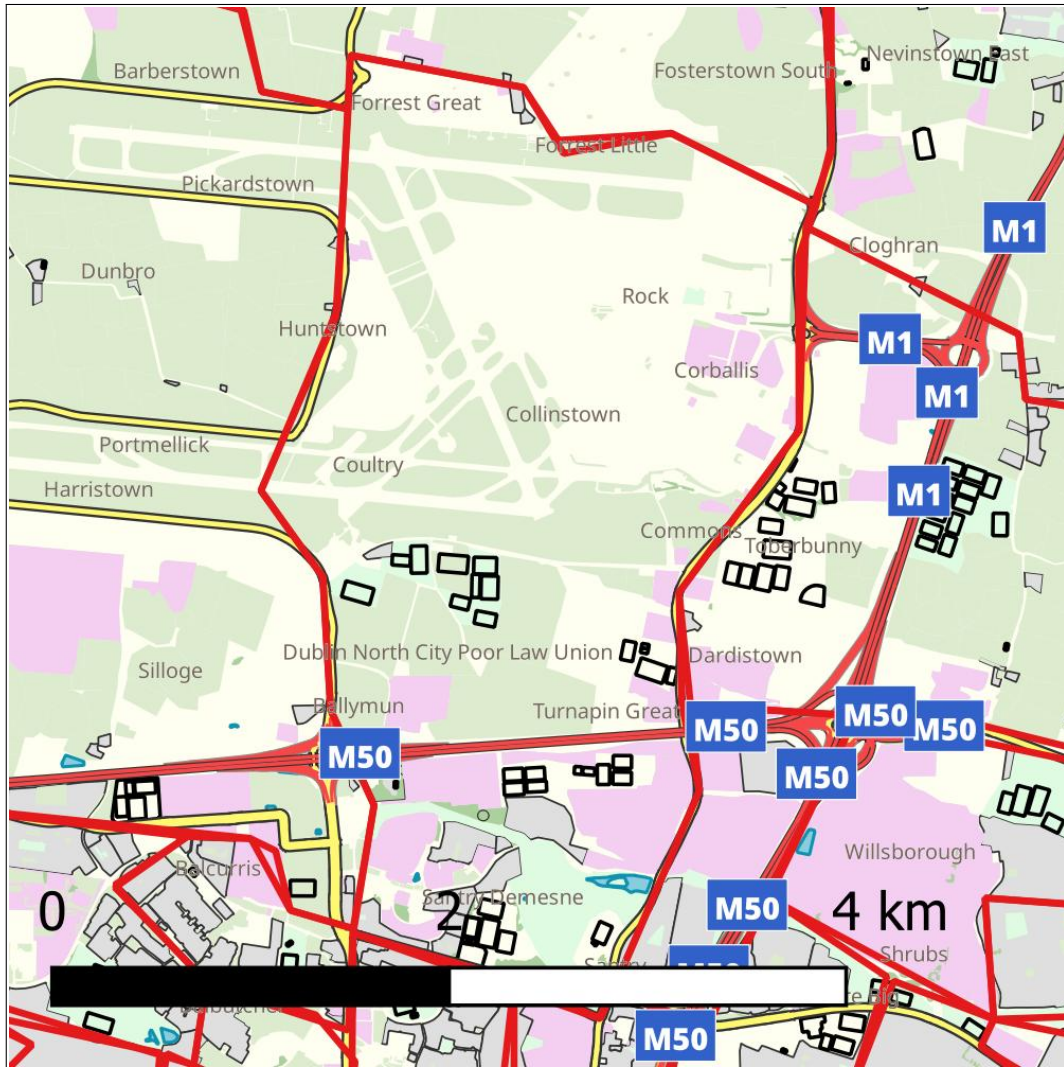 Nevinstown East
Barberstown
Fosterstown South
Forrest Great
Forrest Little
Pickardstown
M1
Cloghran
Dunbro
Rock
Huntstown
M1
Corballis
M1
Collinstown
Portmellick
Coultry
Harristown
M1
Commons
Toberbunny
Dublin North City Poor Law Union
Dardistown
Silloge
Ballymun
Turnapin Great
M50
M50
M50
M50
M50
Willsborough
Balcurris
Santry Demesne
M50
0
2
4 km
Shrubs
Santry
M50
M50